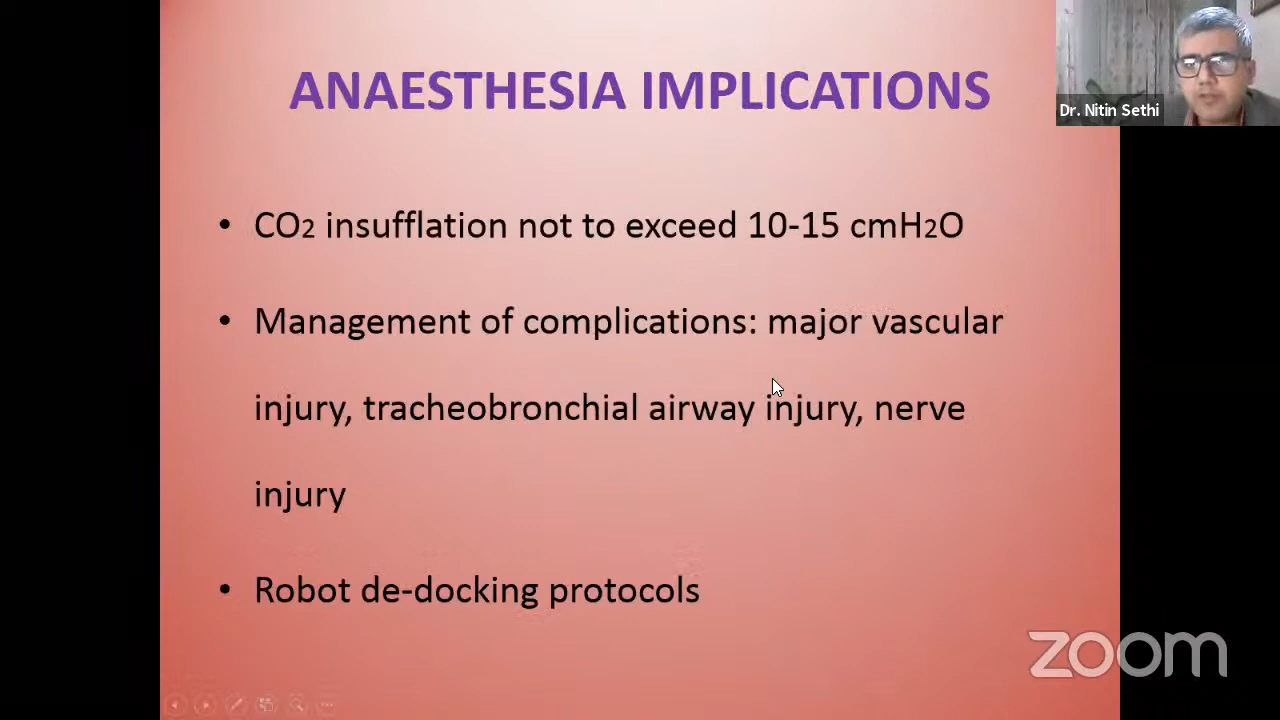 ANAESTHESIA IMPLICATIONS
Dr. Nitin Sethi
• CO2 insufflation not to exceed 10-15 cmH2O
• Management of complications: major vascular
injury, tracheobronchial airway injury, nerve
injury
• Robot de-docking protocols
zoom